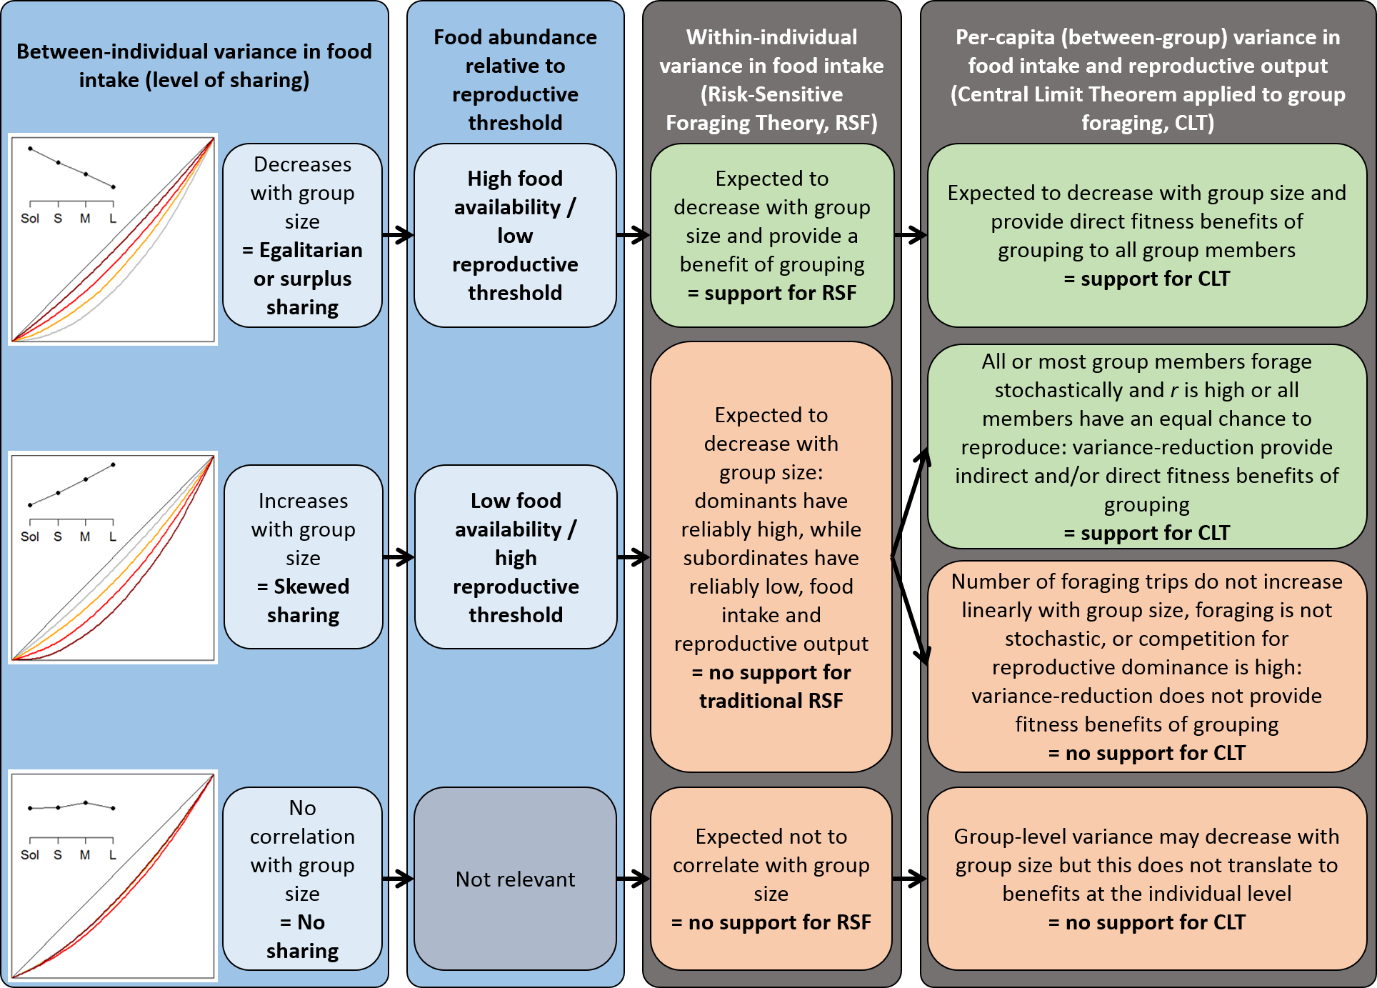 Between-individual variance in food
intake (level of sharing)
Food abundance
relative to
reproductive
threshold
Within-individual
variance in food intake
(Risk-Sensitive
Foraging Theory, RSF)
Per-capita (between-group) variance in
food intake and reproductive output
(Central Limit Theorem applied to group
foraging, CLT)
Sol S M L
Decreases
with group
size
= Egalitarian
or surplus
sharing
High food
availability /
low
reproductive
threshold
Expected to
decrease with group
size and provide a
benefit of grouping
= support for RSF
Expected to decrease with group size and
provide direct fitness benefits of
grouping to all group members
= support for CLT
Sol S M L
Increases
with group
size
= Skewed
sharing
Low food
availability /
high
reproductive
threshold
Expected to
decrease with
group size:
dominants have
reliably high, while
subordinates have
reliably low, food
intake and
reproductive output
= no support for
traditional RSF
All or most group members forage
stochastically and r is high or all
members have an equal chance to
reproduce: variance-reduction provide
indirect and/or direct fitness benefits of
grouping
= support for CLT
Number of foraging trips do not increase
linearly with group size, foraging is not
stochastic, or competition for
reproductive dominance is high:
variance-reduction does not provide
fitness benefits of grouping
= no support for CLT
Sol S M L
No
correlation
with group
size
= No
sharing
Not relevant
Expected not to
correlate with group
size
= no support for RSF
Group-level variance may decrease with
group size but this does not translate to
benefits at the individual level
= no support for CLT